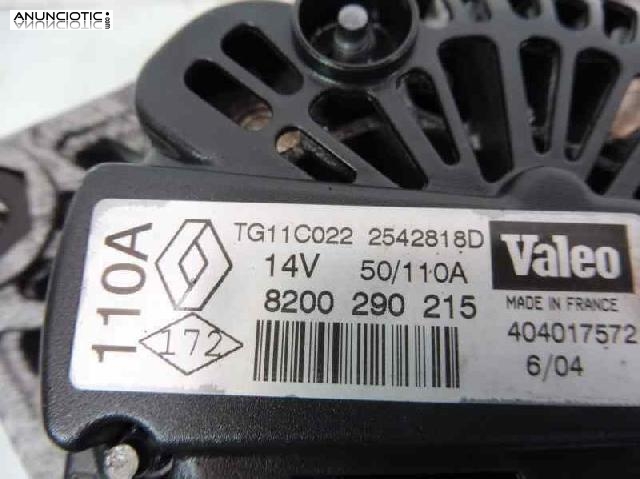 ANUNCIOTIC
110A
TG11C022 2542818D
14V 50/110A
8200 290 215
172
Valeo
MADE IN FRANCE
404017572
6/04